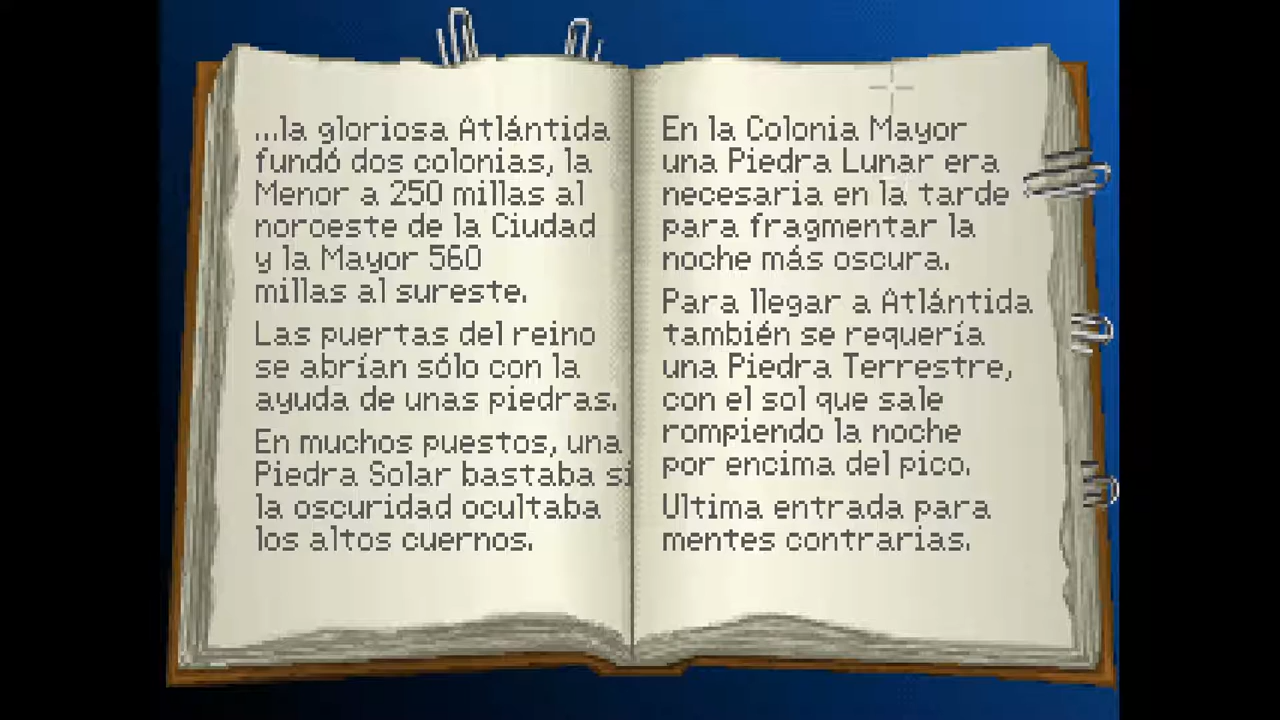 ...la gloriosa Atlántida
fundó dos colonias, la
Menor a 250 millas al
noroeste de la Ciudad
y la Mayor 560
millas al sureste.
Las puertas del reino
se abrían sólo con la
ayuda de unas piedras.
En muchos puestos, una
Piedra Solar bastaba si
la oscuridad ocultaba
los altos cuernos.
En la Colonia Mayor
una Piedra Lunar era
necesaria en la tarde
para fragmentar la
noche más oscura.
Para llegar a Atlántida
también se requería
una Piedra Terrestre,
con el sol que sale
rompiendo la noche
por encima del pico.
Ultima entrada para
mentes contrarias.